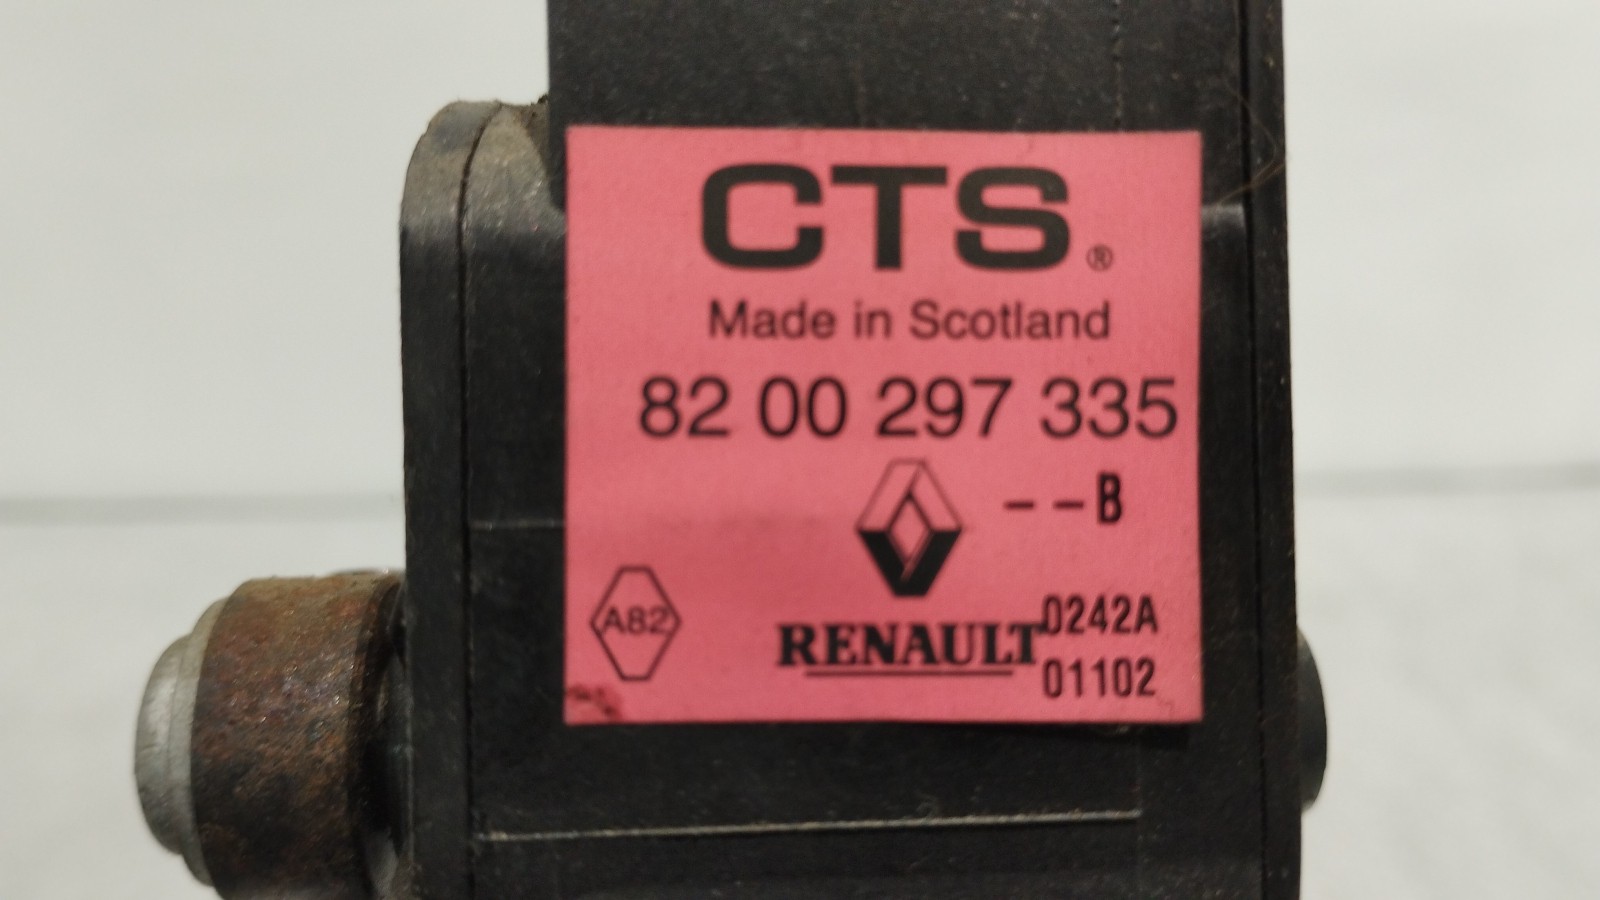 CTS®
Made in Scotland
82 00 297 335
--B
A82
RENAULT
0242A
01102